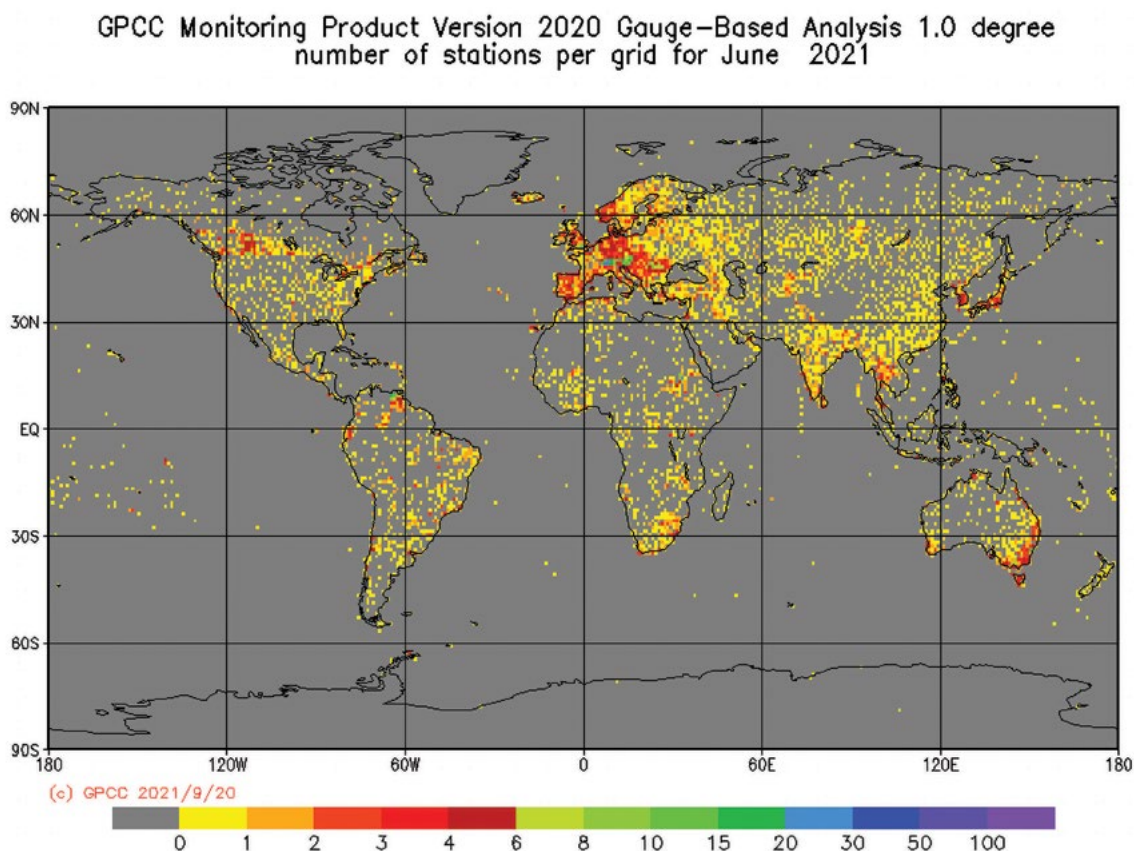 GPCC Monitoring Product Version 2020 Gauge-Based Analysis 1.0 degree
number of stations per grid for June 2021
90N
60N
30N
EQ
30S
60S
90S
180 120W 60W 0 60E 120E 180
(c) GPCC 2021/9/20
0 1 2 3 4 6 8 10 15 20 30 50 100